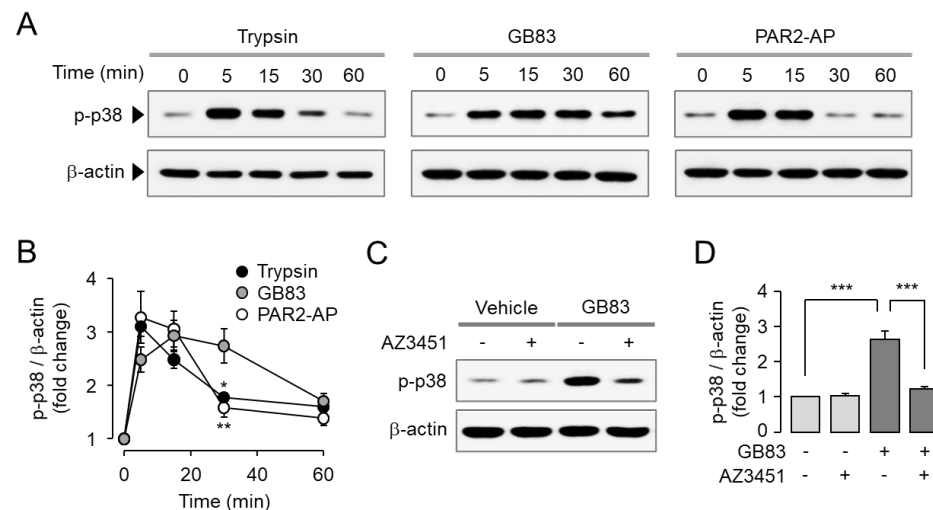 A
Trypsin GB83 PAR2-AP
Time (min) 0 5 15 30 60 0 5 15 30 60 0 5 15 30 60
p-p38
β-actin
B
p-p38 / β-actin
(fold change)
4
3
2
1
Trypsin
GB83
PAR2-AP
*
**
0 20 40 60
Time (min)
C
Vehicle GB83
AZ3451 - + - +
p-p38
β-actin
D
p-p38 / β-actin
(fold change)
4
3
2
1
0
*** ***
GB83 - - + +
AZ3451 - + - +